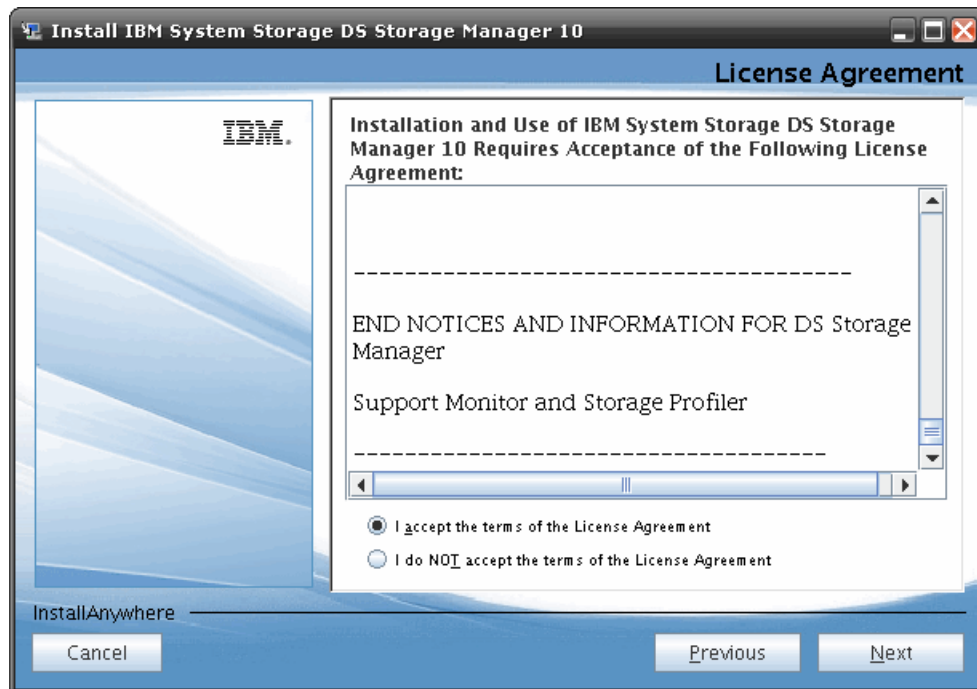 Install IBM System Storage DS Storage Manager 10
License Agreement
IBM.
Installation and Use of IBM System Storage DS Storage
Manager 10 Requires Acceptance of the Following License
Agreement:
---------------------------------------
END NOTICES AND INFORMATION FOR DS Storage
Manager
Support Monitor and Storage Profiler
-------------------------------------
I accept the terms of the License Agreement
I do NOT accept the terms of the License Agreement
InstallAnywhere
Cancel
Previous
Next